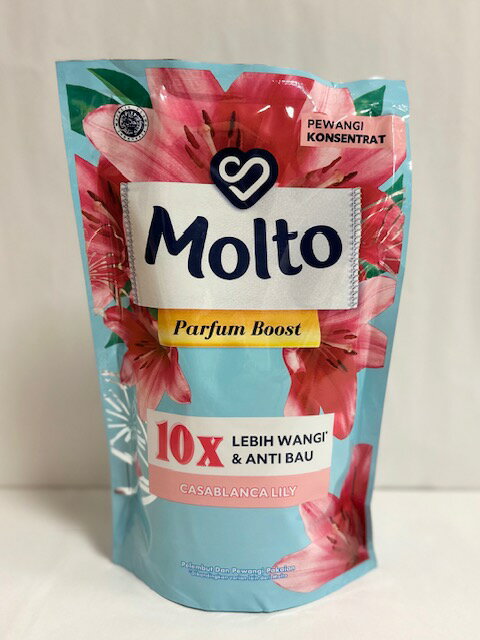 PEWANGI
KONSENTRAT
Molto
Parfum Boost
10x
LEBIH WANGI*
& ANTI BAU
CASABLANCA LILY
Pelembut Dan Pewangi Pakaian